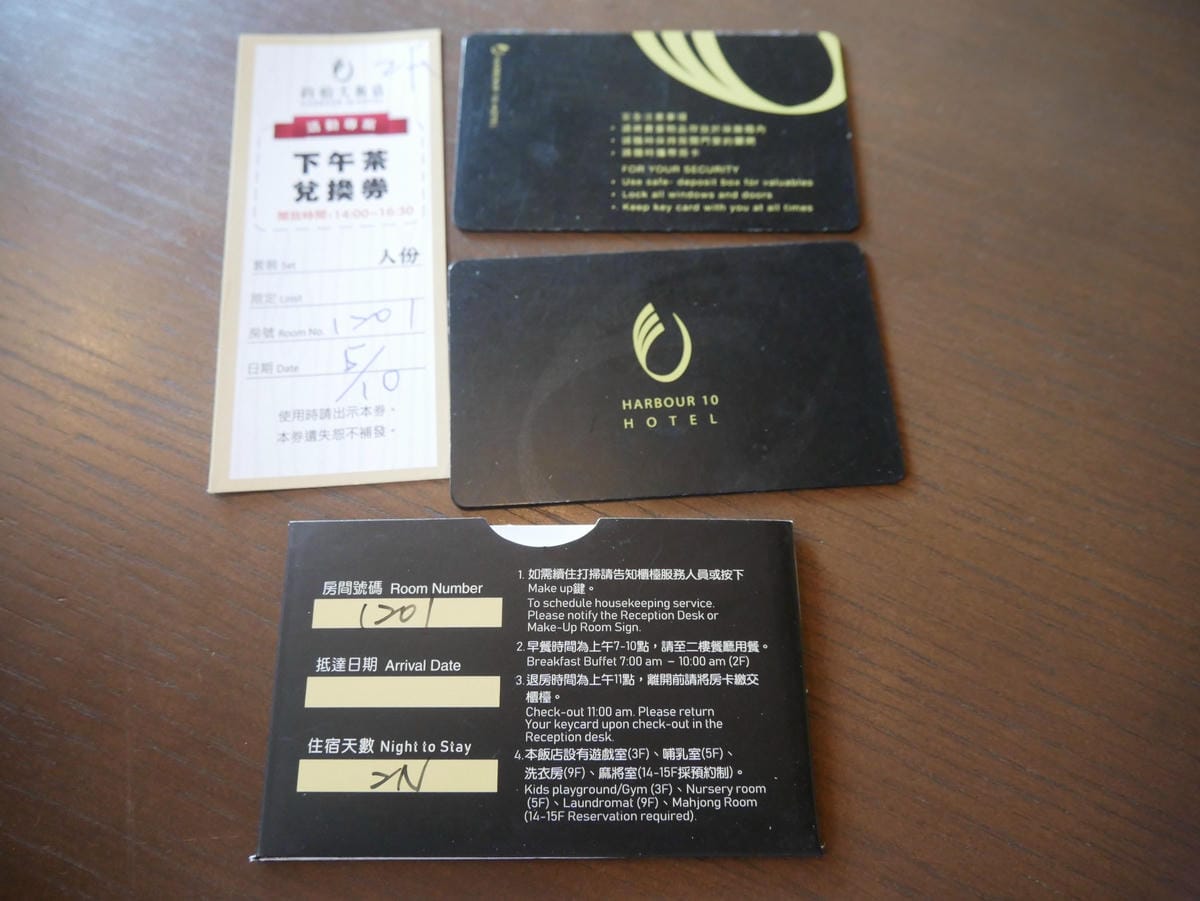 活動專用
下午茶
兌換券
開放時間:14:00~16:30
套餐 Set 人份
限定 Limit
房號 Room No. 1201
日期 Date 5/10
使用時請出示本券。
本券遺失恕不補發。
FOR YOUR SECURITY
• Use safe- deposit box for valuables
• Lock all windows and doors
• Keep key card with you at all times
HARBOUR 10
HOTEL
房間號碼 Room Number
1201
抵達日期 Arrival Date
住宿天數 Night to Stay
2N
1. 如需續住打掃請告知櫃檯服務人員或按下
Make up鍵。
To schedule housekeeping service.
Please notify the Reception Desk or
Make-Up Room Sign.
2. 早餐時間為上午7-10點，請至二樓餐廳用餐。
Breakfast Buffet 7:00 am – 10:00 am (2F)
3. 退房時間為上午11點，離開前請將房卡繳交
櫃檯。
Check-out 11:00 am. Please return
Your keycard upon check-out in the
Reception desk.
4. 本飯店設有遊戲室(3F)、哺乳室(5F)、
洗衣房(9F)、麻將室(14-15F採預約制)。
Kids playground/Gym (3F)、Nursery room
(5F)、Laundromat (9F)、Mahjong Room
(14-15F Reservation required).